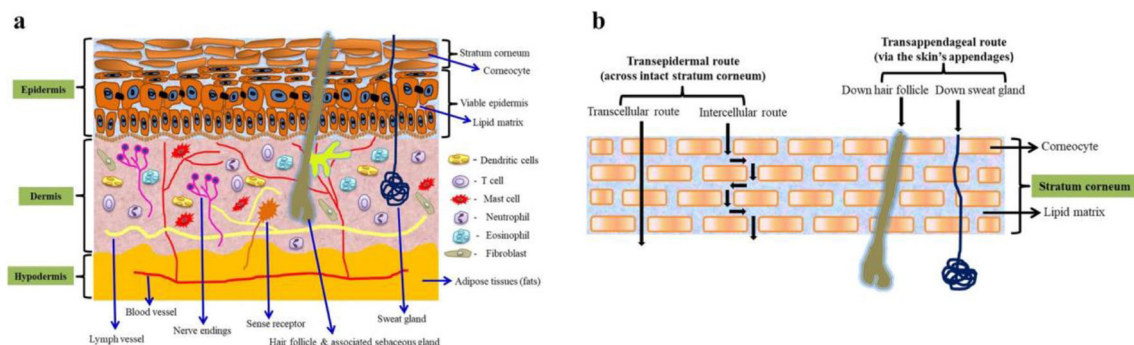 a
Epidermis
Dermis
Hypodermis
Stratum corneum
Corneocyte
Viable epidermis
Lipid matrix
- Dendritic cells
- T cell
- Mast cell
- Neutrophil
- Eosinophil
- Fibroblast
Adipose tissues (fats)
Blood vessel
Lymph vessel
Nerve endings
Sense receptor
Hair follicle & associated sebaceous gland
Sweat gland
b
Transepidermal route
(across intact stratum corneum)
Transcellular route
Intercellular route
Transappendageal route
(via the skin's appendages)
Down hair follicle
Down sweat gland
Corneocyte
Stratum corneum
Lipid matrix